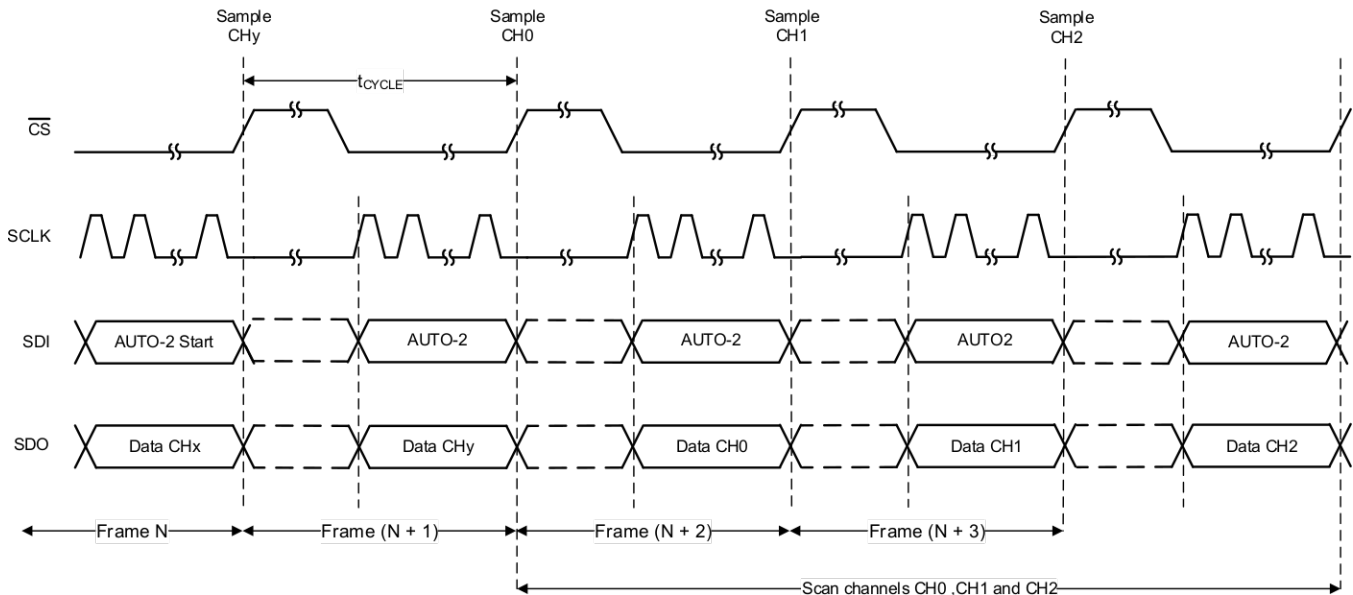 Sample
CHy
Sample
CH0
Sample
CH1
Sample
CH2
tCYCLE
CS
SCLK
SDI
AUTO-2 Start
AUTO-2
AUTO-2
AUTO2
AUTO-2
SDO
Data CHx
Data CHy
Data CH0
Data CH1
Data CH2
Frame N
Frame (N + 1)
Frame (N + 2)
Frame (N + 3)
Scan channels CH0 ,CH1 and CH2